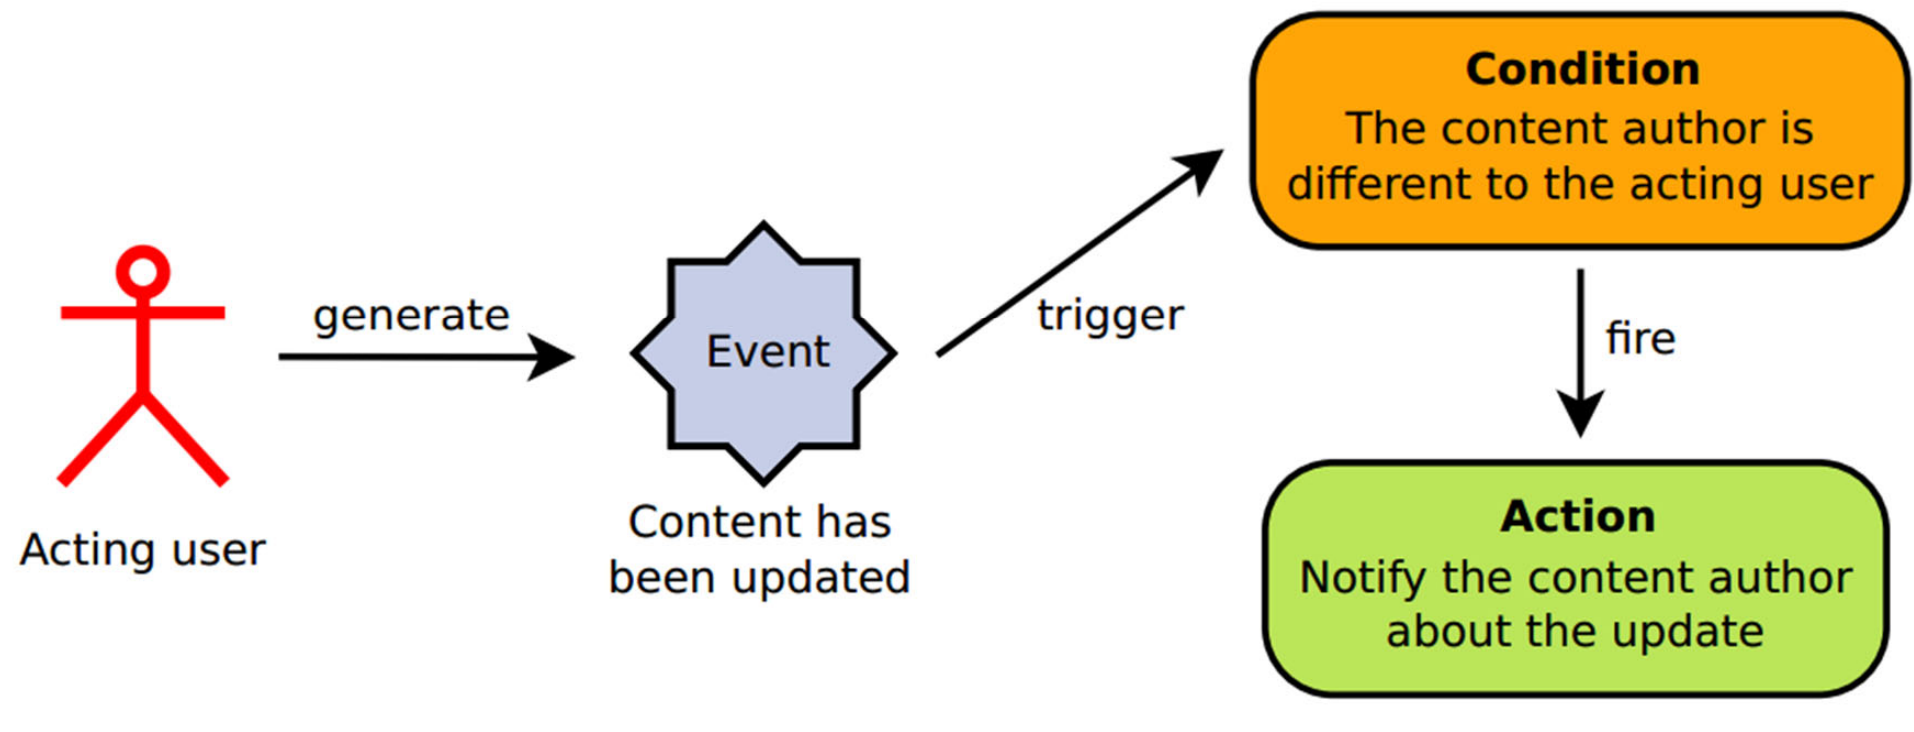 Acting user
generate
Event
Content has
been updated
trigger
Condition
The content author is
different to the acting user
fire
Action
Notify the content author
about the update